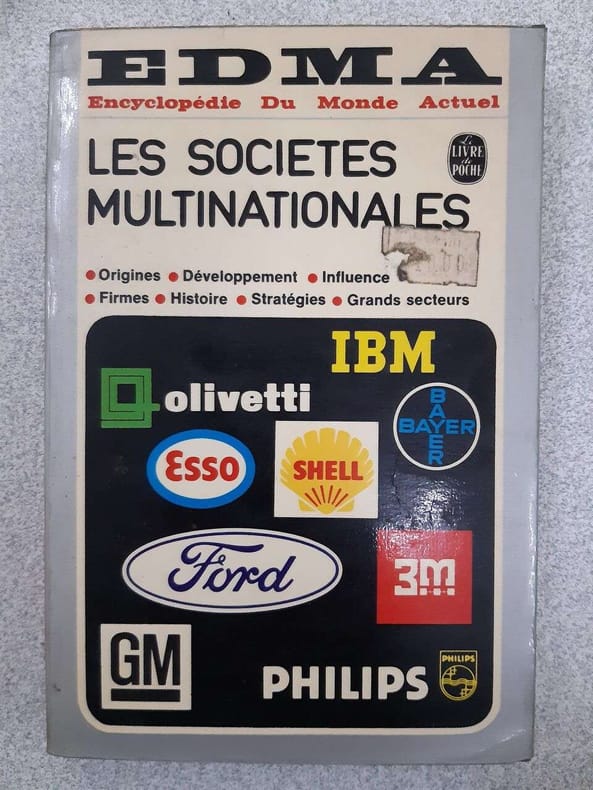 EDMA
Encyclopédie Du Monde Actuel
LES SOCIETES
MULTINATIONALES
Le
LIVRE
de
POCHE
• Origines • Développement • Influence
• Firmes • Histoire • Stratégies • Grands secteurs
IBM
olivetti
BAYER
BAYER
Esso
SHELL
Ford
3m
GM
PHILIPS
PHILIPS